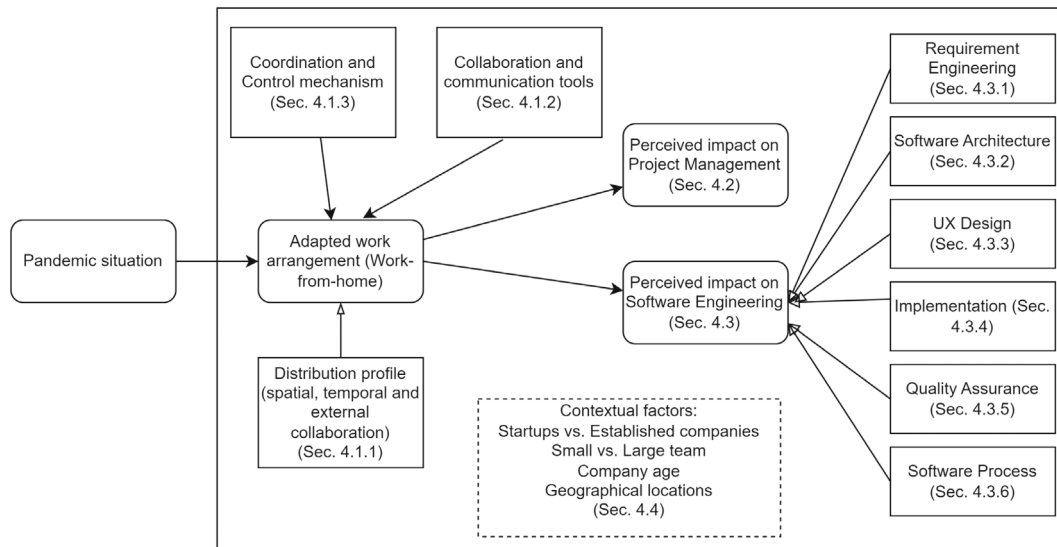 Coordination and
Control mechanism
(Sec. 4.1.3)
Collaboration and
communication tools
(Sec. 4.1.2)
Requirement
Engineering
(Sec. 4.3.1)
Perceived impact on
Project Management
(Sec. 4.2)
Software Architecture
(Sec. 4.3.2)
Pandemic situation
Adapted work
arrangement (Work-
from-home)
UX Design
(Sec. 4.3.3)
Perceived impact on
Software Engineering
(Sec. 4.3)
Implementation (Sec.
4.3.4)
Distribution profile
(spatial, temporal and
external
collaboration)
(Sec. 4.1.1)
Contextual factors:
Startups vs. Established companies
Small vs. Large team
Company age
Geographical locations
(Sec. 4.4)
Quality Assurance
(Sec. 4.3.5)
Software Process
(Sec. 4.3.6)